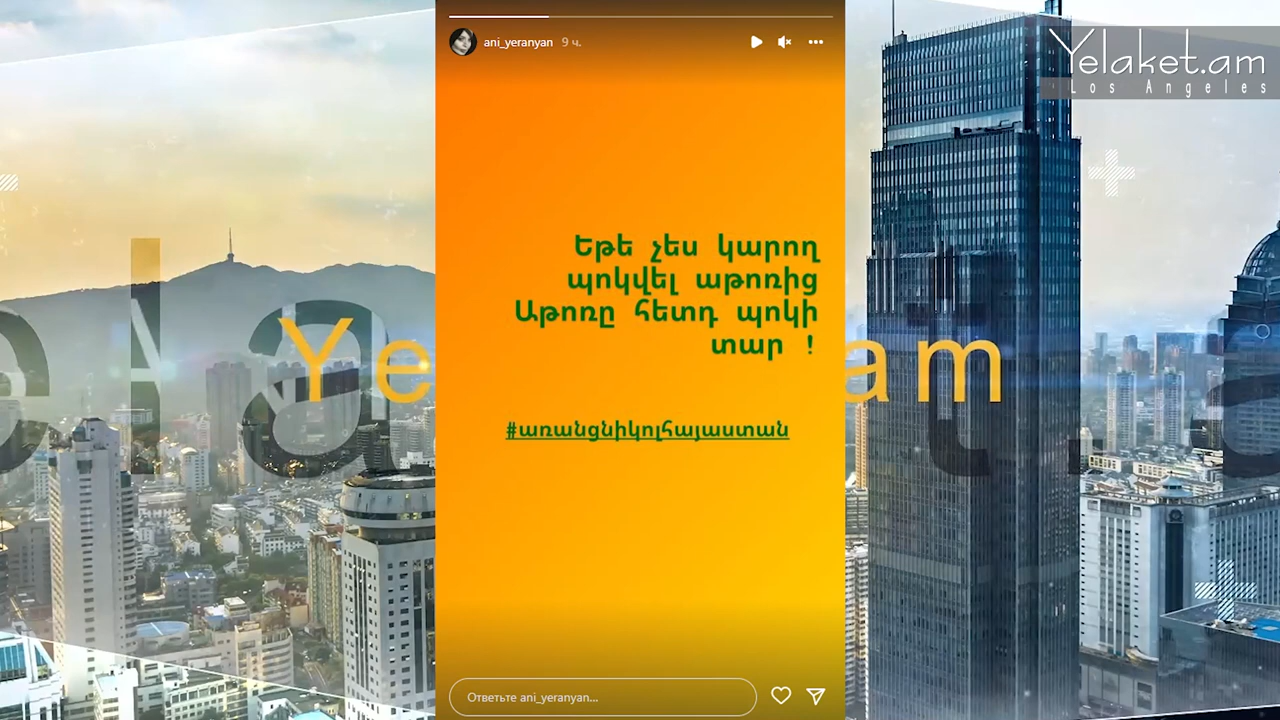 ani_yeranyan 9 ч.
Yelaket.am
Los Angeles
Եթե չես կարող
պոկվել աթոռից
Աթոռը հետդ պոկի
տար !
#առանցնիկոլհայաստան
Ye
am
Ответьте ani_yeranyan...